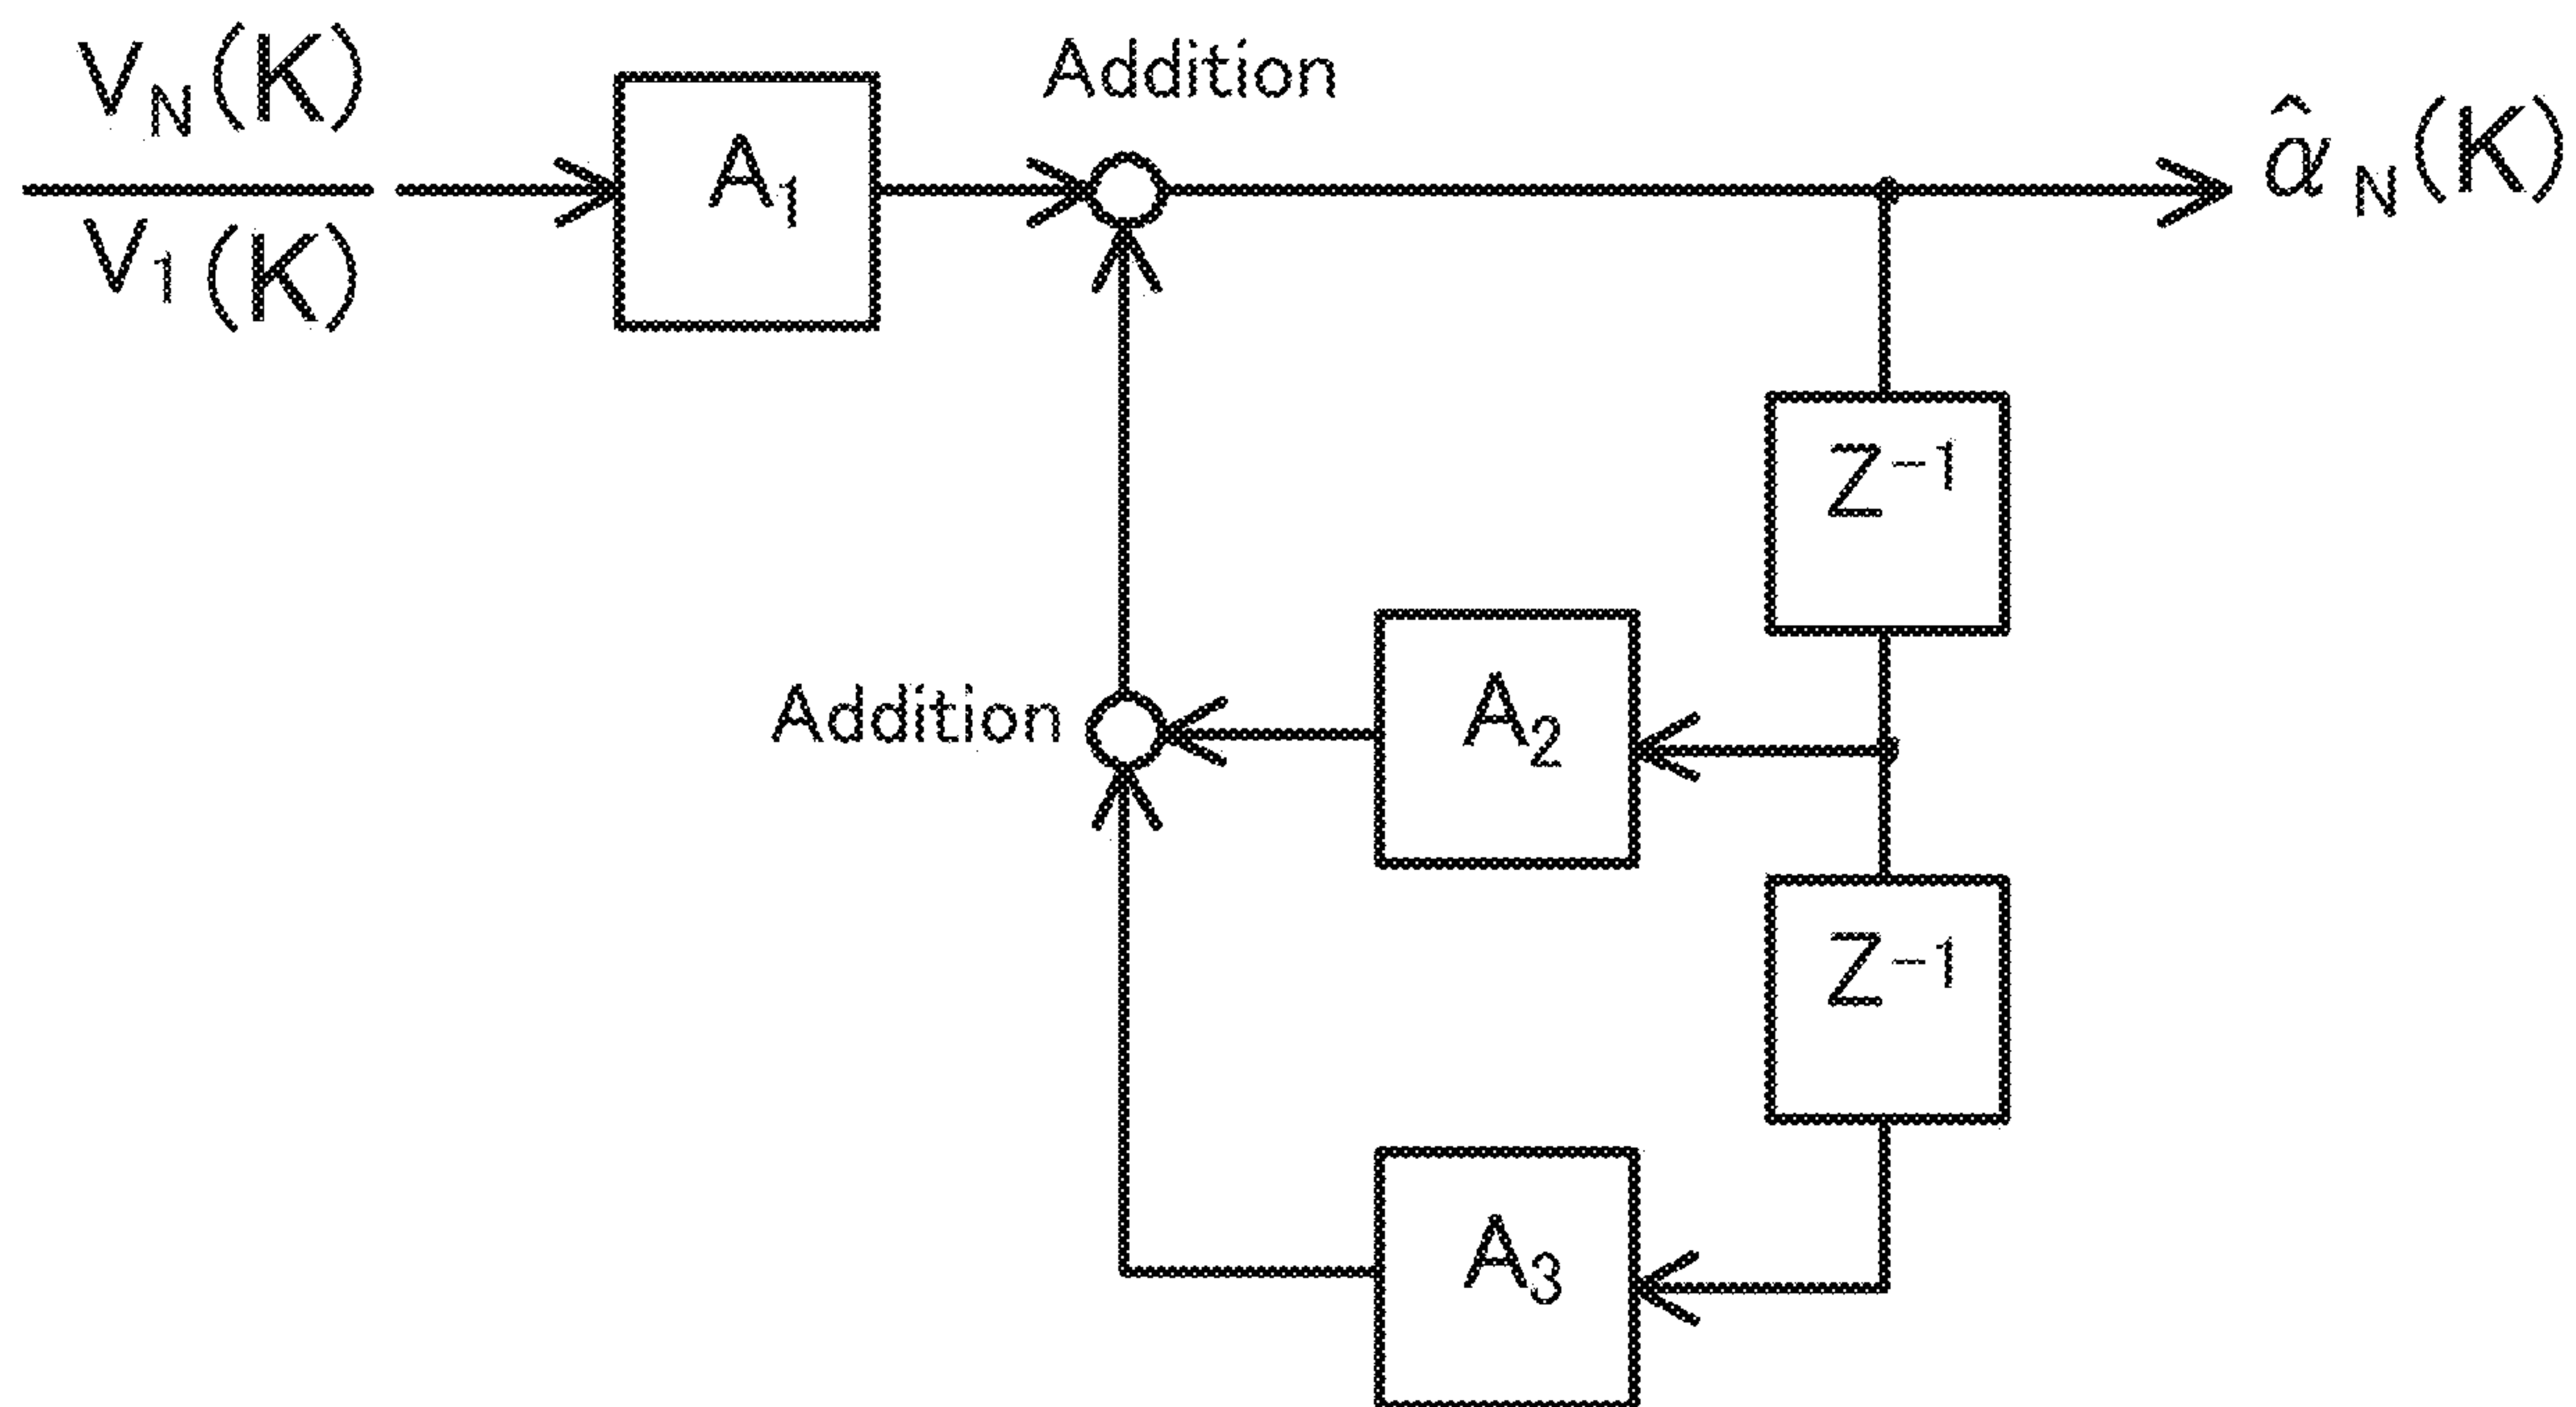 V_N(K)
V_1(K)
A_1
Addition
α̂_N(K)
Z^{-1}
Addition
A_2
Z^{-1}
A_3